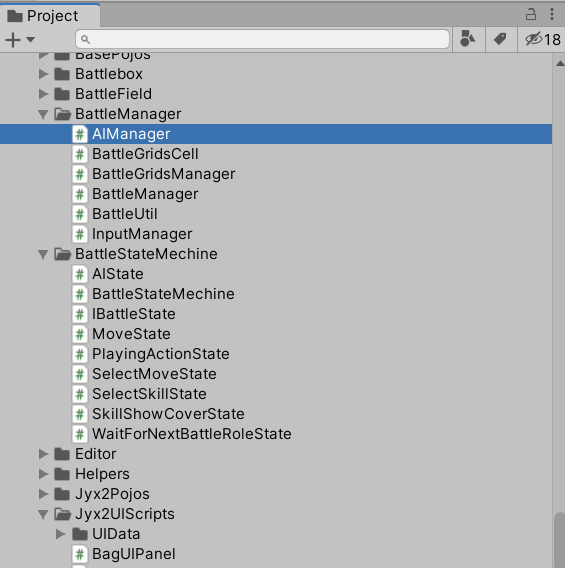 Project
18
BasePojos
Battlebox
BattleField
BattleManager
AIManager
BattleGridsCell
BattleGridsManager
BattleManager
BattleUtil
InputManager
BattleStateMechine
AIState
BattleStateMechine
IBattleState
MoveState
PlayingActionState
SelectMoveState
SelectSkillState
SkillShowCoverState
WaitForNextBattleRoleState
Editor
Helpers
Jyx2Pojos
Jyx2UIScripts
UIData
BagUIPanel